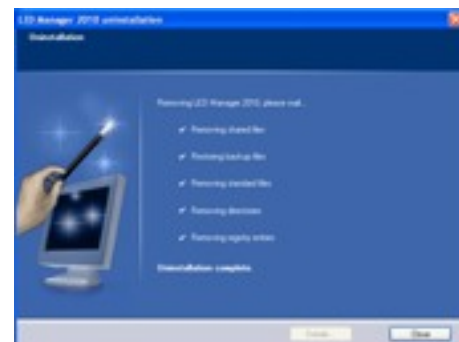 LED Manager 2010 uninstallation
Uninstallation
Removing LED Manager 2010, please wait...
Removing shared files
Removing backup files
Removing standard files
Removing directories
Removing registry entries
Uninstallation complete.
Close